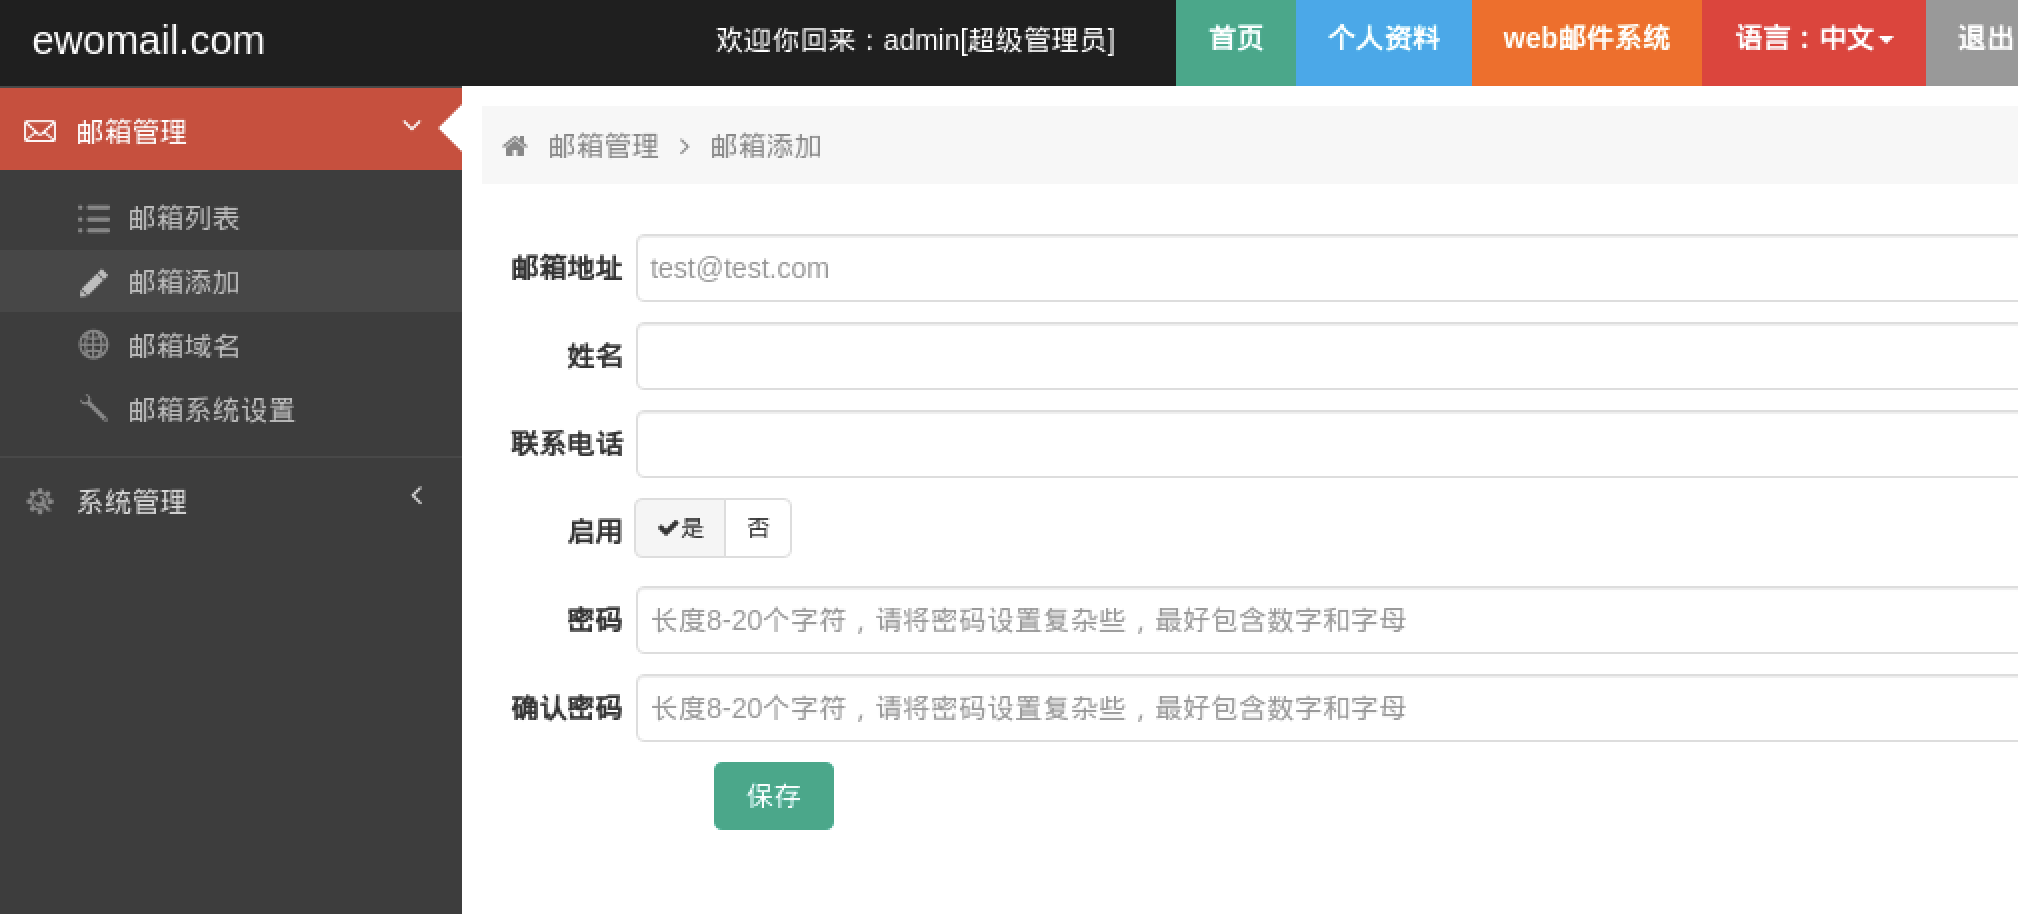 ewomail.com
欢迎你回来：admin[超级管理员]
首页
个人资料
web邮件系统
语言：中文
退出
邮箱管理
邮箱列表
邮箱添加
邮箱域名
邮箱系统设置
系统管理
邮箱管理 > 邮箱添加
邮箱地址 test@test.com
姓名
联系电话
启用 是 否
密码 长度8-20个字符，请将密码设置复杂些，最好包含数字和字母
确认密码 长度8-20个字符，请将密码设置复杂些，最好包含数字和字母
保存